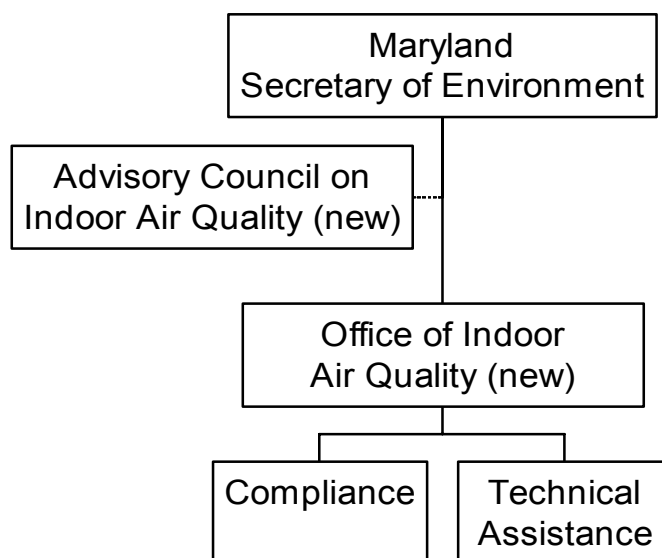 Maryland
Secretary of Environment
Advisory Council on
Indoor Air Quality (new)
Office of Indoor
Air Quality (new)
Compliance
Technical
Assistance